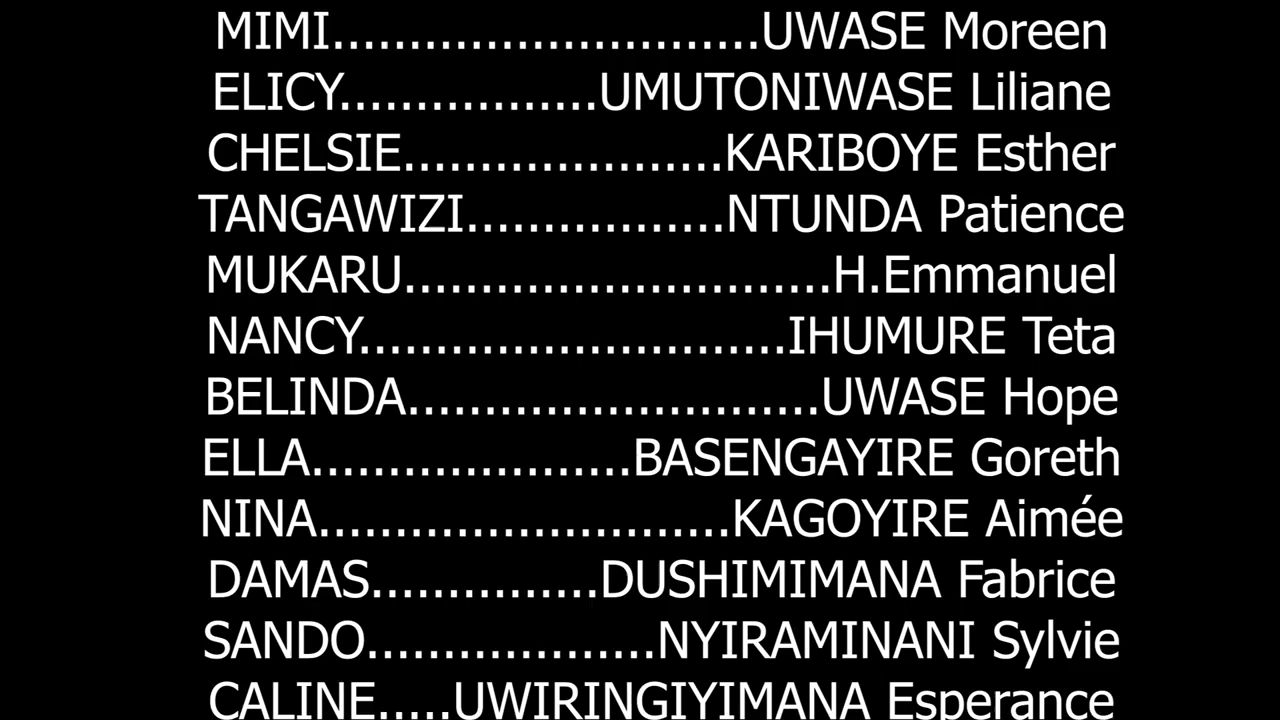 MIMI............................UWASE Moreen
ELICY.................UMUTONIWASE Liliane
CHELSIE.....................KARIBOYE Esther
TANGAWIZI.................NTUNDA Patience
MUKARU............................H.Emmanuel
NANCY............................IHUMURE Teta
BELINDA...........................UWASE Hope
ELLA.....................BASENGAYIRE Goreth
NINA...........................KAGOYIRE Aimée
DAMAS...............DUSHIMIMANA Fabrice
SANDO...................NYIRAMINANI Sylvie
CALINE.....UWIRINGIYIMANA Esperance